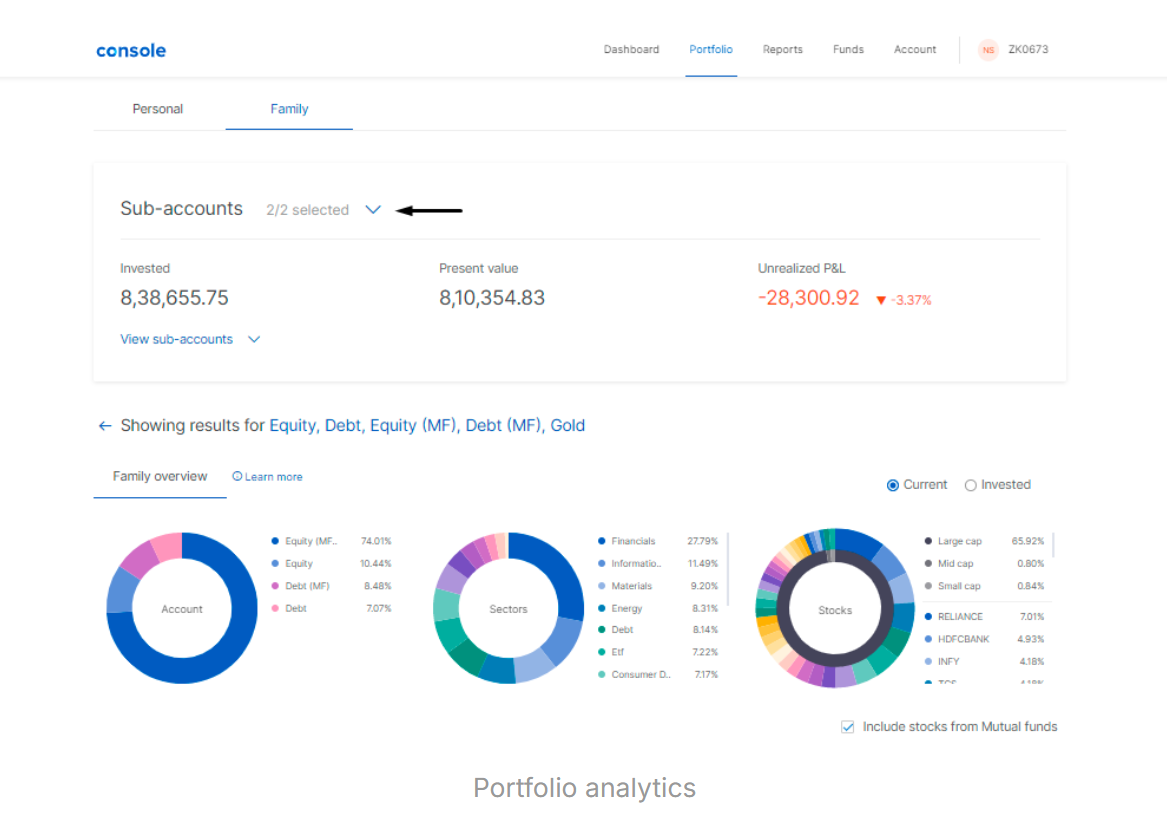 console Dashboard Portfolio Reports Funds Account NS ZK0673
Personal Family
Sub-accounts 2/2 selected
Invested Present value Unrealized P&L
8,38,655.75 8,10,354.83 -28,300.92 ▼ -3.37%
View sub-accounts
← Showing results for Equity, Debt, Equity (MF), Debt (MF), Gold
Family overview Learn more
Current Invested
Account
Equity (MF.. 74.01%
Equity 10.44%
Debt (MF) 8.48%
Debt 7.07%
Sectors
Financials 27.79%
Informatio.. 11.49%
Materials 9.20%
Energy 8.31%
Debt 8.14%
Etf 7.22%
Consumer D.. 7.17%
Stocks
Large cap 65.92%
Mid cap 0.80%
Small cap 0.84%
RELIANCE 7.01%
HDFCBANK 4.93%
INFY 4.18%
Include stocks from Mutual funds
Portfolio analytics